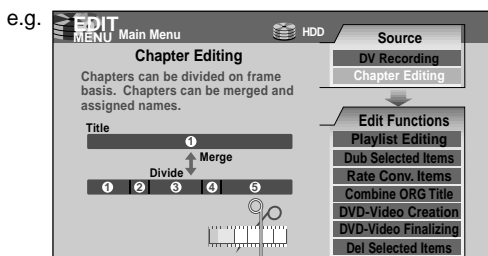 e.g.
EDIT
MENU Main Menu
HDD
Chapter Editing
Chapters can be divided on frame
basis. Chapters can be merged and
assigned names.
Title
1
Merge
Divide
1 2 3 4 5
Source
DV Recording
Chapter Editing
Edit Functions
Playlist Editing
Dub Selected Items
Rate Conv. Items
Combine ORG Title
DVD-Video Creation
DVD-Video Finalizing
Del Selected Items